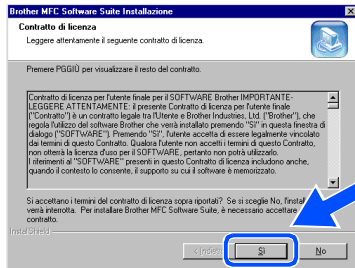 Brother MFC Software Suite Installazione
Contratto di licenza
Leggere attentamente il seguente contratto di licenza.
Premere PGGIÙ per visualizzare il resto del contratto.
Contratto di licenza per l'utente finale per il SOFTWARE Brother IMPORTANTE-
LEGGERE ATTENTAMENTE: il presente Contratto di licenza per l'utente finale
("Contratto") è un contratto legale tra l'Utente e Brother Industries, Ltd. ("Brother"), che
regola l'utilizzo del software Brother che verrà installato premendo "Sì" in questa finestra di
dialogo ("SOFTWARE"). Premendo "Sì", l'utente accetta di essere legalmente vincolato
dai termini di questo Contratto. Qualora l'utente non accetti i termini di questo Contratto,
non otterrà la licenza d'uso per il SOFTWARE, pertanto non potrà utilizzarlo.
I riferimenti al "SOFTWARE" presenti in questo Contratto di licenza includono anche,
quando il contesto lo consente, il supporto su cui il software è memorizzato.
Si accettano i termini del contratto di licenza sopra riportati? Se si sceglie No, l'install
verrà interrotta. Per installare Brother MFC Software Suite, è necessario accettare
contratto.
InstallShield
< Indietro Sì No